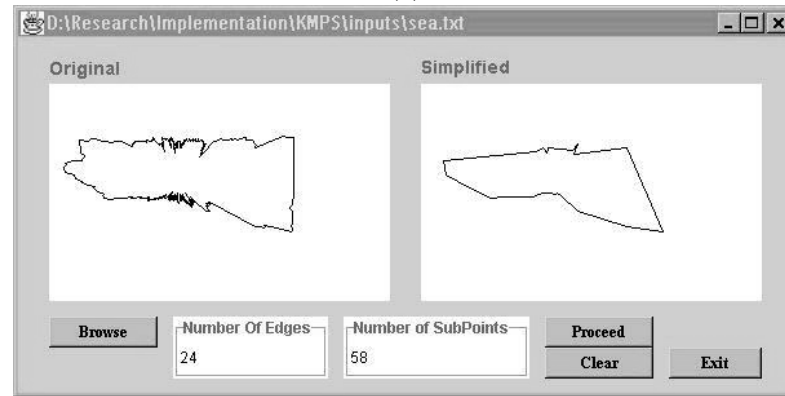 D:\Research\Implementation\KMPS\inputs\sea.txt
Original
Simplified
Browse
Number Of Edges
24
Number of SubPoints
58
Proceed
Clear
Exit